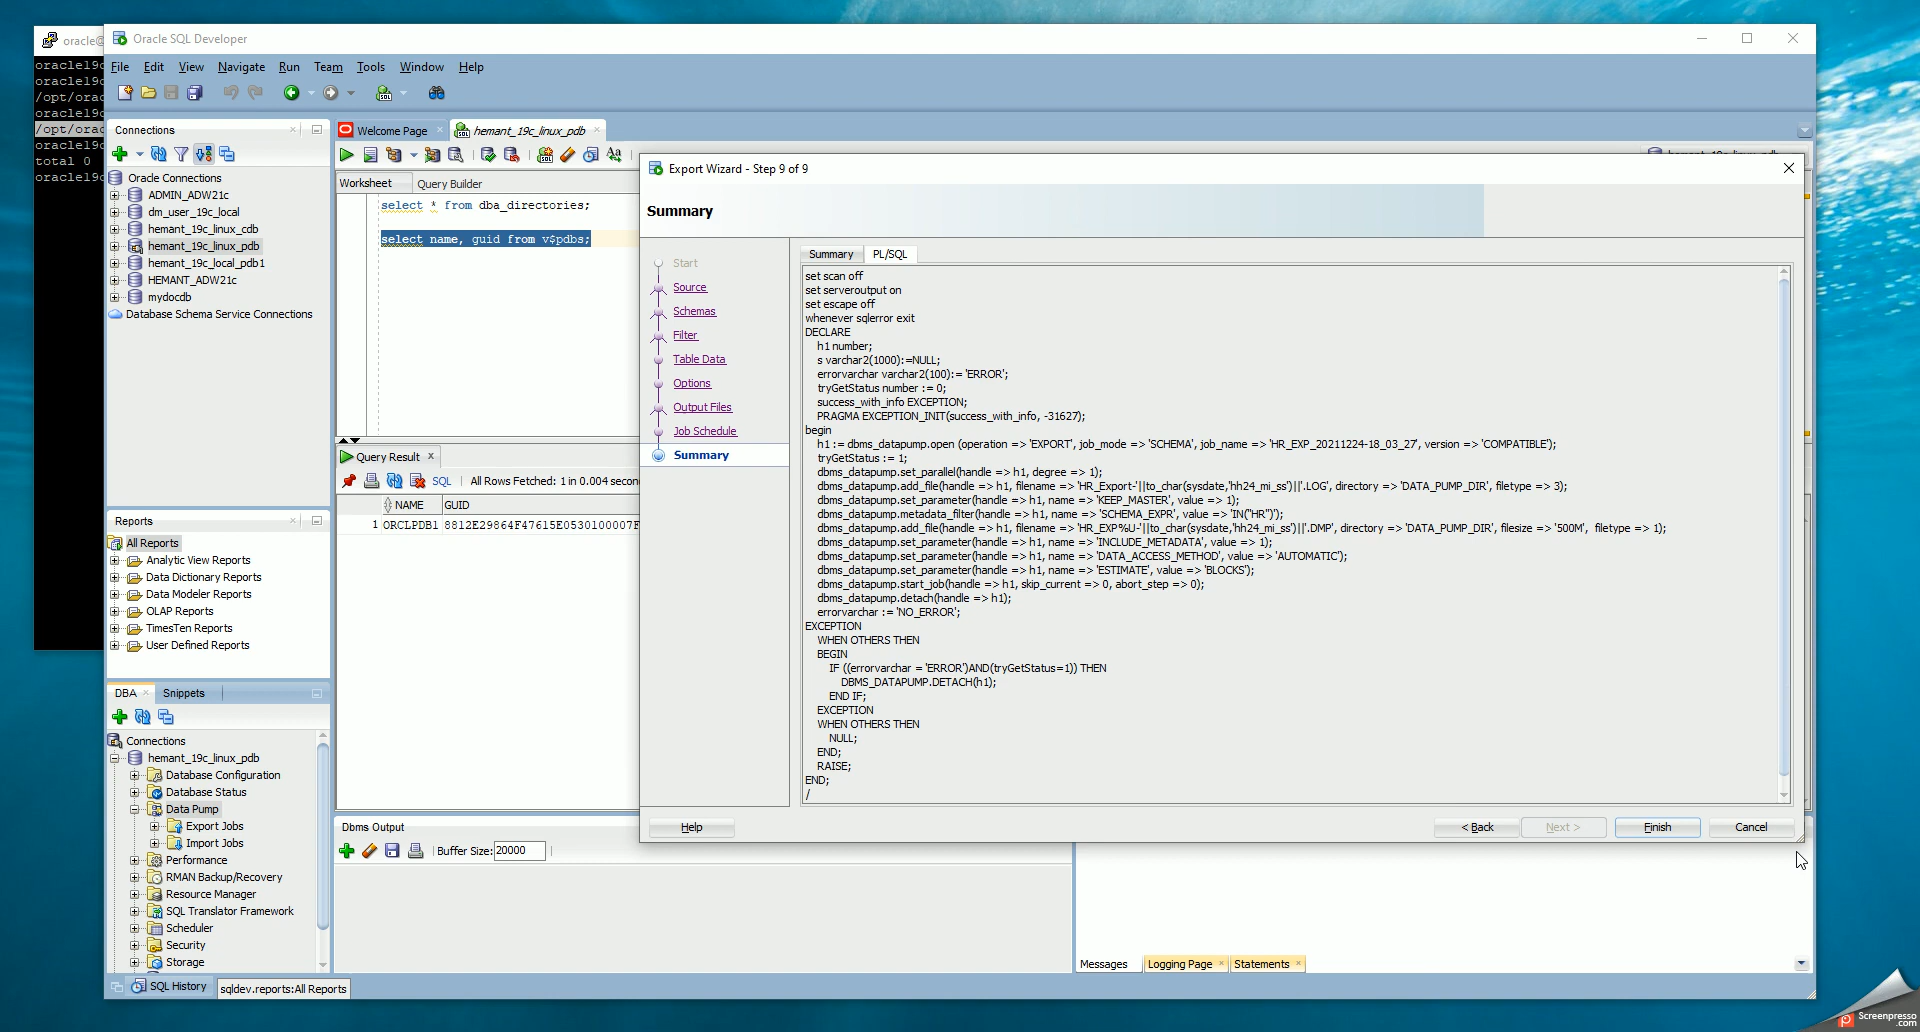 oracle@
oracle19c
oracle19c
/opt/orac
oracle19c
/opt/orac
oracle19c
total 0
oracle19c
Oracle SQL Developer
File Edit View Navigate Run Team Tools Window Help
Connections
Oracle Connections
ADMIN_ADW21c
dm_user_19c_local
hemant_19c_linux_cdb
hemant_19c_linux_pdb
hemant_19c_local_pdb1
HEMANT_ADW21c
mydocdb
Database Schema Service Connections
Reports
All Reports
Analytic View Reports
Data Dictionary Reports
Data Modeler Reports
OLAP Reports
TimesTen Reports
User Defined Reports
DBA Snippets
Connections
hemant_19c_linux_pdb
Database Configuration
Database Status
Data Pump
Export Jobs
Import Jobs
Performance
RMAN Backup/Recovery
Resource Manager
SQL Translator Framework
Scheduler
Security
Storage
SQL History sqldev.reports:All Reports
Welcome Page hemant_19c_linux_pdb
Worksheet Query Builder
select * from dba_directories;
select name, guid from v$pdbs;
Query Result
SQL All Rows Fetched: 1 in 0.004 secon
NAME GUID
1 ORCLPDB1 8812E29864F47615E0530100007F
Dbms Output
Buffer Size: 20000
Export Wizard - Step 9 of 9
Summary
Start
Source
Schemas
Filter
Table Data
Options
Output Files
Job Schedule
Summary
Summary PL/SQL
set scan off
set serveroutput on
set escape off
whenever sqlerror exit
DECLARE
h1 number;
s varchar2(1000):=NULL;
errorvarchar varchar2(100):= 'ERROR';
tryGetStatus number := 0;
success_with_info EXCEPTION;
PRAGMA EXCEPTION_INIT(success_with_info, -31627);
begin
h1 := dbms_datapump.open (operation => 'EXPORT', job_mode => 'SCHEMA', job_name => 'HR_EXP_20211224-18_03_27', version => 'COMPATIBLE');
tryGetStatus := 1;
dbms_datapump.set_parallel(handle => h1, degree => 1);
dbms_datapump.add_file(handle => h1, filename => 'HR_Export-'||to_char(sysdate,'hh24_mi_ss')||'.LOG', directory => 'DATA_PUMP_DIR', filetype => 3);
dbms_datapump.set_parameter(handle => h1, name => 'KEEP_MASTER', value => 1);
dbms_datapump.metadata_filter(handle => h1, name => 'SCHEMA_EXPR', value => 'IN(''HR'')');
dbms_datapump.add_file(handle => h1, filename => 'HR_EXP%U-'||to_char(sysdate,'hh24_mi_ss')||'.DMP', directory => 'DATA_PUMP_DIR', filesize => '500M', filetype => 1);
dbms_datapump.set_parameter(handle => h1, name => 'INCLUDE_METADATA', value => 1);
dbms_datapump.set_parameter(handle => h1, name => 'DATA_ACCESS_METHOD', value => 'AUTOMATIC');
dbms_datapump.set_parameter(handle => h1, name => 'ESTIMATE', value => 'BLOCKS');
dbms_datapump.start_job(handle => h1, skip_current => 0, abort_step => 0);
dbms_datapump.detach(handle => h1);
errorvarchar := 'NO_ERROR';
EXCEPTION
WHEN OTHERS THEN
BEGIN
IF ((errorvarchar = 'ERROR')AND(tryGetStatus=1)) THEN
DBMS_DATAPUMP.DETACH(h1);
END IF;
EXCEPTION
WHEN OTHERS THEN
NULL;
END;
RAISE;
END;
/
Help < Back Next > Finish Cancel
Messages Logging Page Statements
Screenpresso
.com